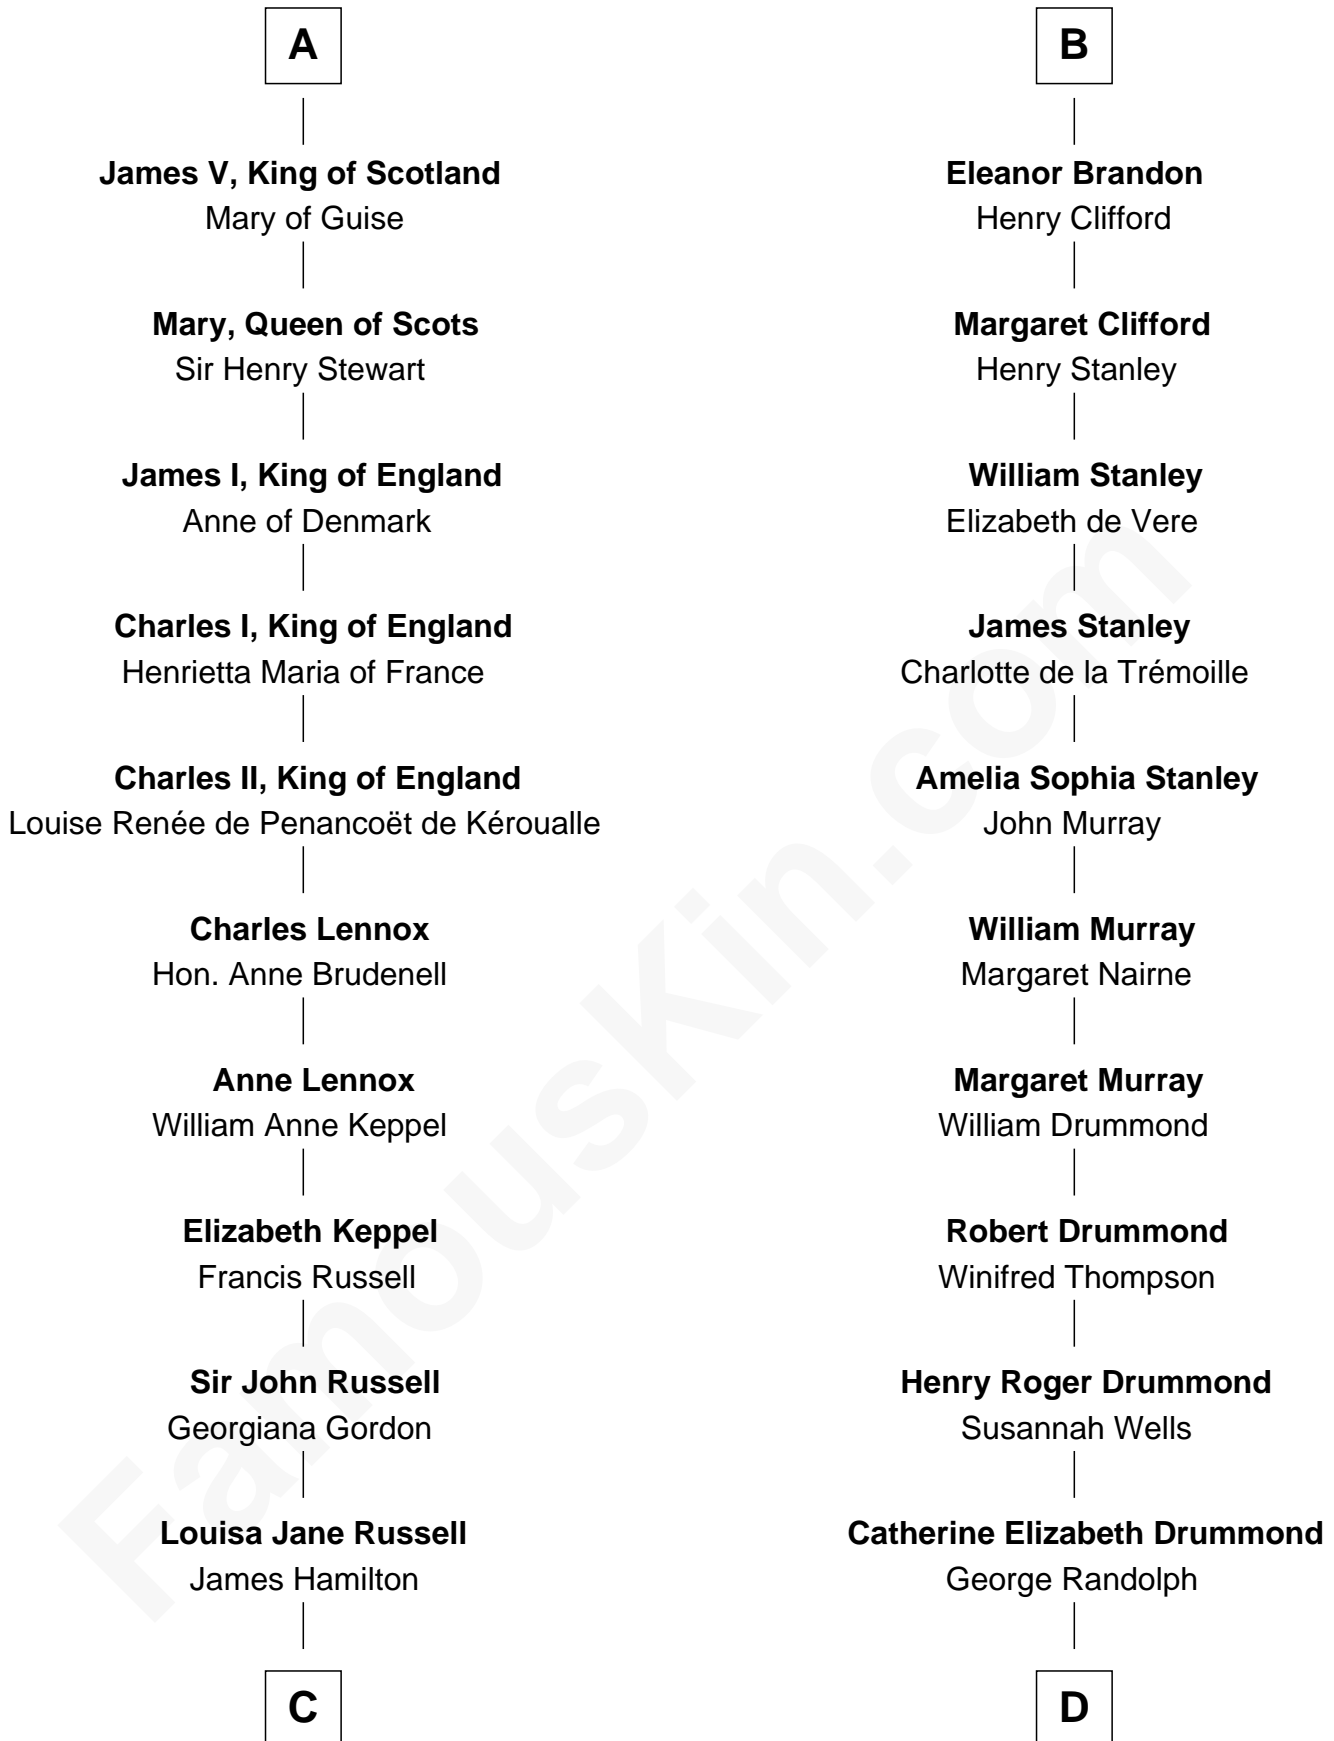 A
James V, King of Scotland
Mary of Guise
Mary, Queen of Scots
Sir Henry Stewart
James I, King of England
Anne of Denmark
Charles I, King of England
Henrietta Maria of France
Charles II, King of England
Louise Renée de Penancoët de Kéroualle
Charles Lennox
Hon. Anne Brudenell
Anne Lennox
William Anne Keppel
Elizabeth Keppel
Francis Russell
Sir John Russell
Georgiana Gordon
Louisa Jane Russell
James Hamilton
C
B
Eleanor Brandon
Henry Clifford
Margaret Clifford
Henry Stanley
William Stanley
Elizabeth de Vere
James Stanley
Charlotte de la Trémoille
Amelia Sophia Stanley
John Murray
William Murray
Margaret Nairne
Margaret Murray
William Drummond
Robert Drummond
Winifred Thompson
Henry Roger Drummond
Susannah Wells
Catherine Elizabeth Drummond
George Randolph
D
FamousKin.com